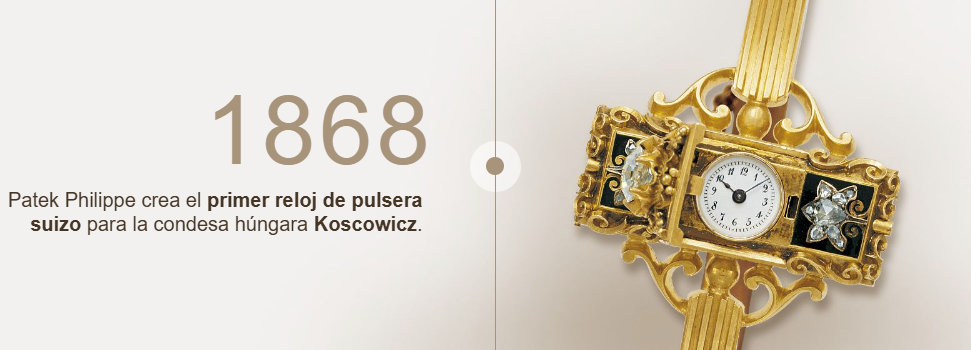 1868
Patek Philippe crea el primer reloj de pulsera
suizo para la condesa húngara Koscowicz.